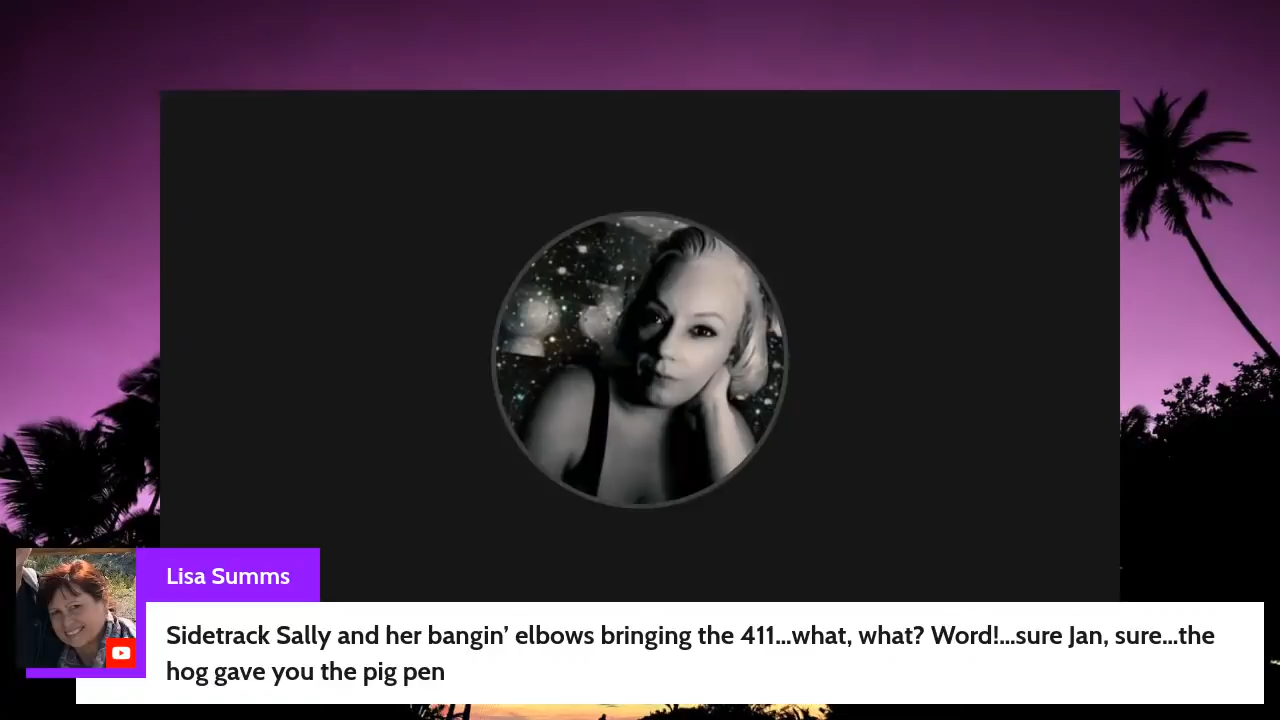 Lisa Summs
Sidetrack Sally and her bangin’ elbows bringing the 411...what, what? Word!...sure Jan, sure...the
hog gave you the pig pen